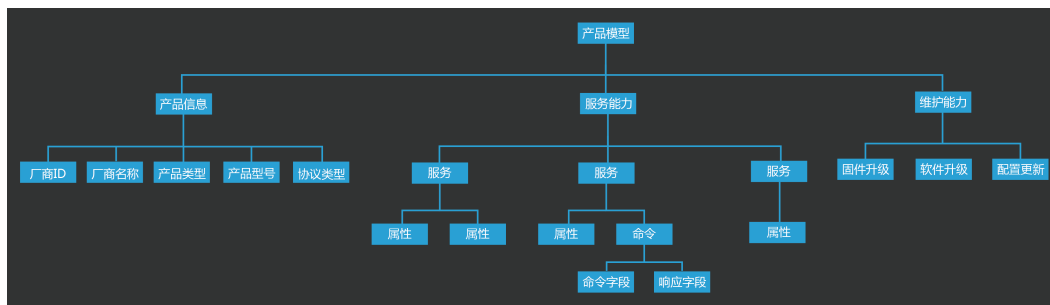 产品模型
产品信息
服务能力
维护能力
厂商ID
厂商名称
产品类型
产品型号
协议类型
服务
服务
服务
固件升级
软件升级
配置更新
属性
属性
属性
命令
属性
命令字段
响应字段